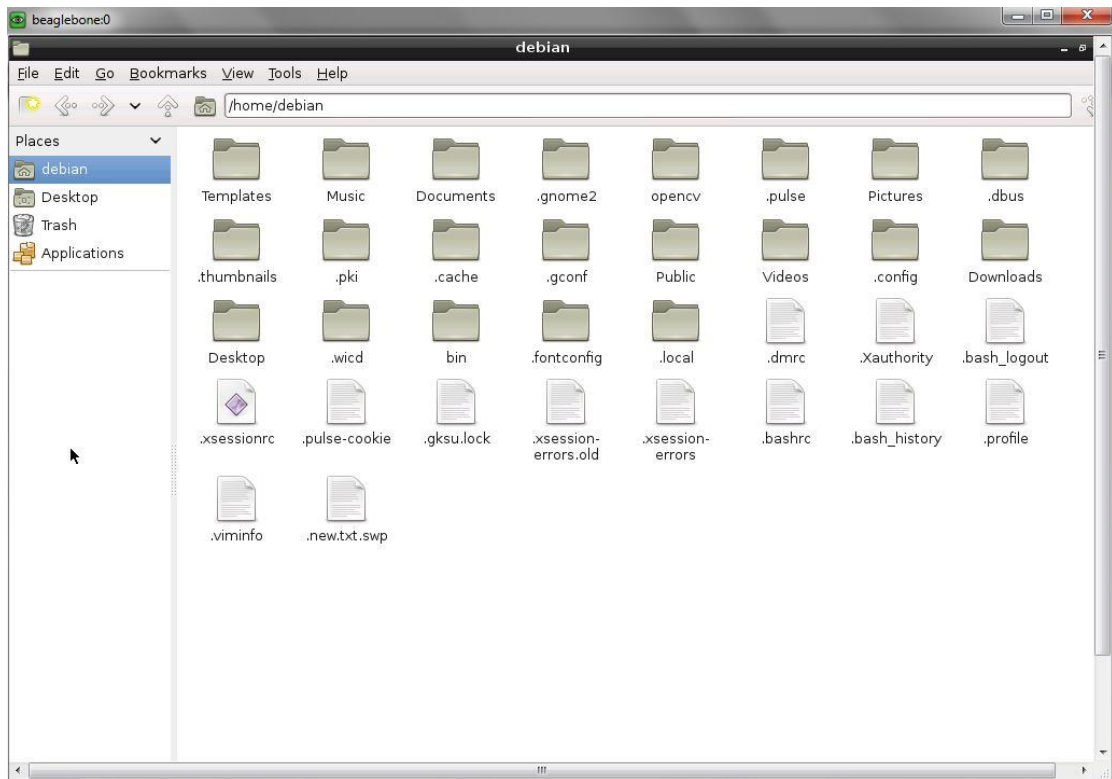 beaglebone:0
debian
File Edit Go Bookmarks View Tools Help
/home/debian
Places
debian
Desktop
Trash
Applications
Templates Music Documents .gnome2 opencv .pulse Pictures .dbus
.thumbnails .pki .cache .gconf Public Videos .config Downloads
Desktop .wicd bin .fontconfig .local .dmrc .Xauthority .bash_logout
.xsessionrc .pulse-cookie .gksu.lock .xsession-errors.old .xsession-errors .bashrc .bash_history .profile
.viminfo .new.txt.swp